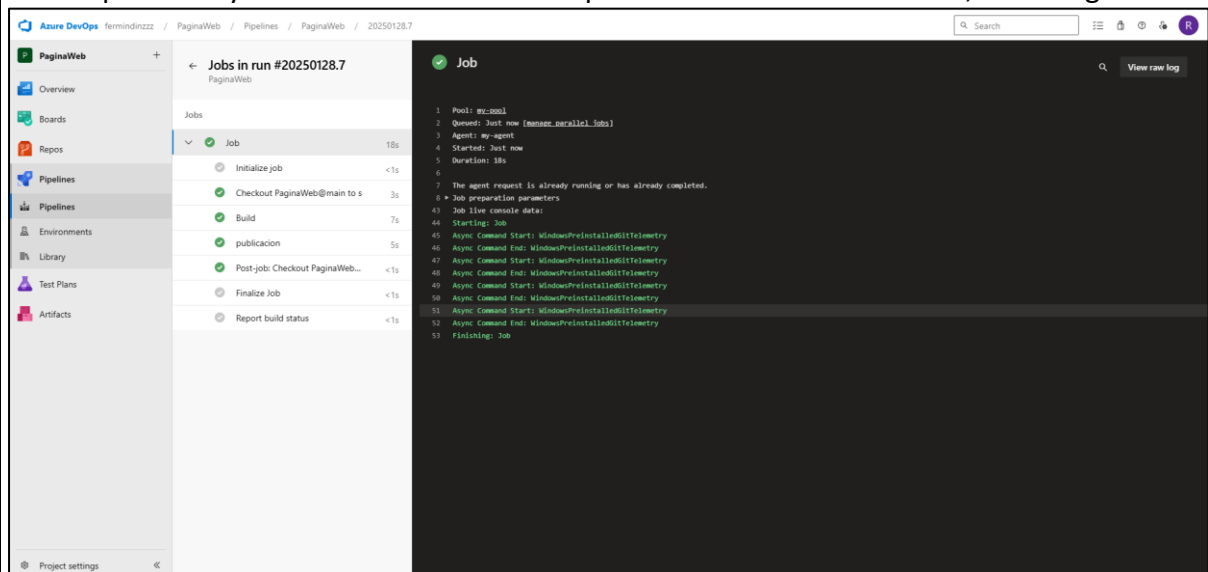 Azure DevOps fermindinzzz / PaginaWeb / Pipelines / PaginaWeb / 20250128.7
Search
R
P PaginaWeb +
Overview
Boards
Repos
Pipelines
Pipelines
Environments
Library
Test Plans
Artifacts
Project settings
← Jobs in run #20250128.7
PaginaWeb
Jobs
Job 18s
Initialize job <1s
Checkout PaginaWeb@main to s 3s
Build 7s
publicacion 5s
Post-job: Checkout PaginaWeb... <1s
Finalize Job <1s
Report build status <1s
Job
View raw log
1 Pool: my-pool
2 Queued: Just now [manage parallel jobs]
3 Agent: my-agent
4 Started: Just now
5 Duration: 18s
6
7 The agent request is already running or has already completed.
8 Job preparation parameters
43 Job live console data:
44 Starting: Job
45 Async Command Start: WindowsPreinstalledGitTelemetry
46 Async Command End: WindowsPreinstalledGitTelemetry
47 Async Command Start: WindowsPreinstalledGitTelemetry
48 Async Command End: WindowsPreinstalledGitTelemetry
49 Async Command Start: WindowsPreinstalledGitTelemetry
50 Async Command End: WindowsPreinstalledGitTelemetry
51 Async Command Start: WindowsPreinstalledGitTelemetry
52 Async Command End: WindowsPreinstalledGitTelemetry
53 Finishing: Job